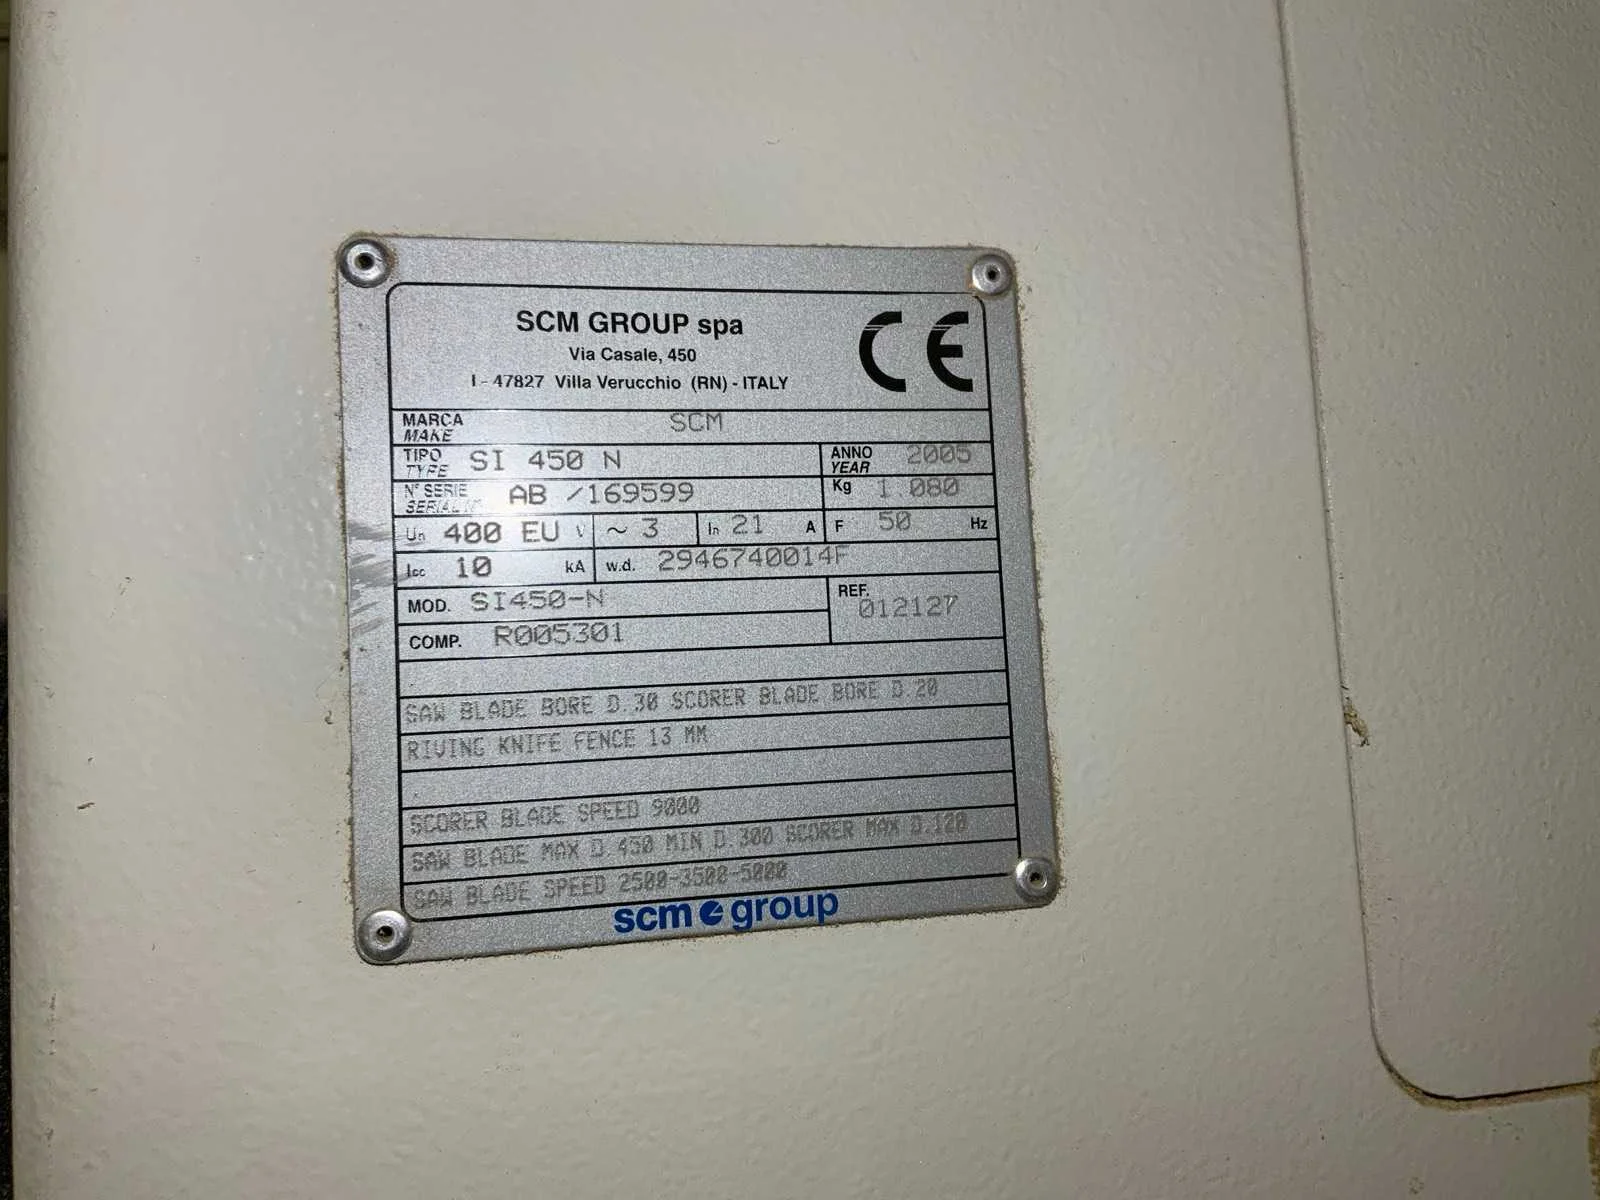 SCM GROUP spa
Via Casale, 450
I - 47827 Villa Verucchio (RN) - ITALY
CE
MARCA
MAKE
SCM
TIPO
TYPE
SI 450 N
ANNO
YEAR
2005
N° SERIE
SERIAL N°
AB /169599
Kg 1 080
Un 400 EU V ~ 3 In 21 A F 50 Hz
Icc 10 kA w.d. 2946740014F
MOD. SI450-N
REF.
012127
COMP. R005301
SAW BLADE BORE D.30 SCORER BLADE BORE D.20
RIVING KNIFE FENCE 13 MM
SCORER BLADE SPEED 9000
SAW BLADE MAX D.450 MIN D.300 SCORER MAX D.120
SAW BLADE SPEED 2500-3500-5000
scm group